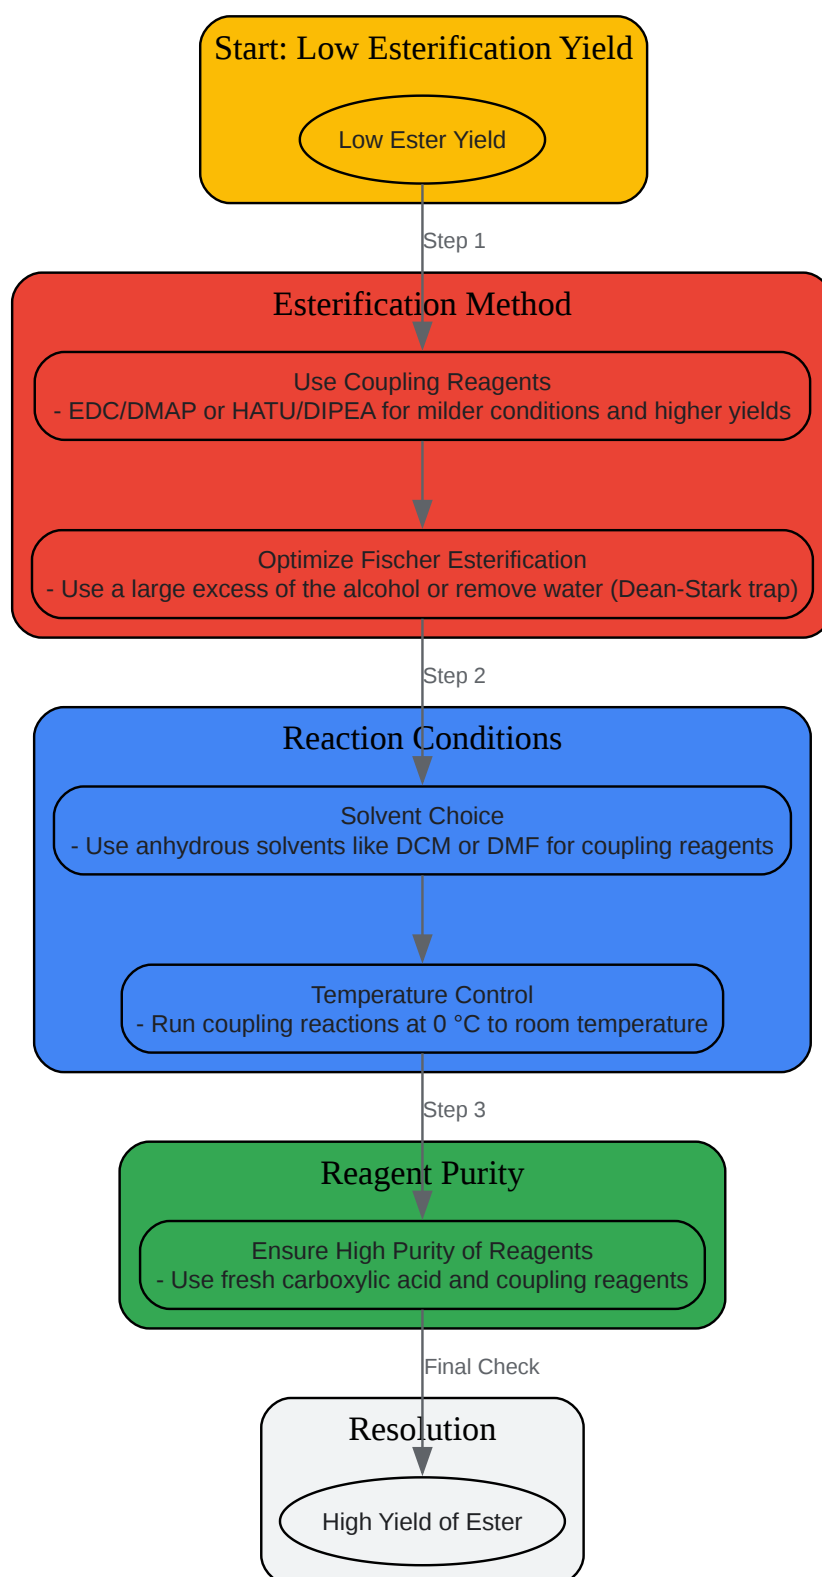 Start: Low Esterification Yield
Low Ester Yield
Step 1
Esterification Method
Use Coupling Reagents
- EDC/DMAP or HATU/DIPEA for milder conditions and higher yields
Optimize Fischer Esterification
- Use a large excess of the alcohol or remove water (Dean-Stark trap)
Step 2
Reaction Conditions
Solvent Choice
- Use anhydrous solvents like DCM or DMF for coupling reagents
Temperature Control
- Run coupling reactions at 0 °C to room temperature
Step 3
Reagent Purity
Ensure High Purity of Reagents
- Use fresh carboxylic acid and coupling reagents
Final Check
Resolution
High Yield of Ester